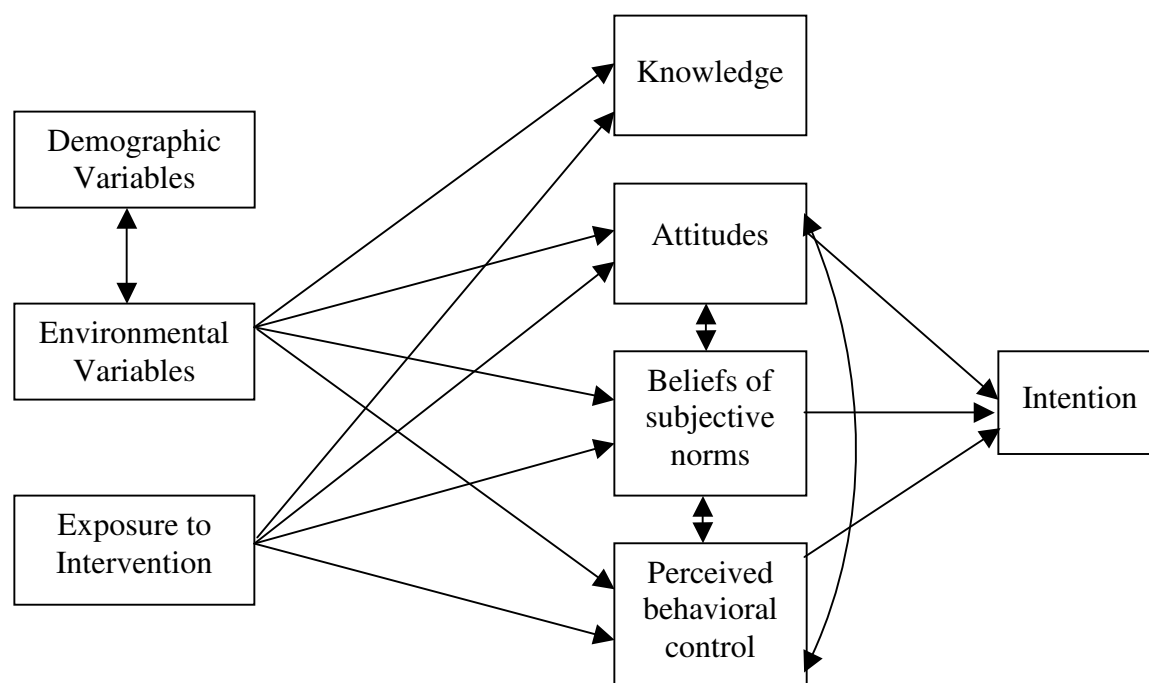 Knowledge
Demographic
Variables
Attitudes
Environmental
Variables
Beliefs of
subjective
norms
Intention
Exposure to
Intervention
Perceived
behavioral
control